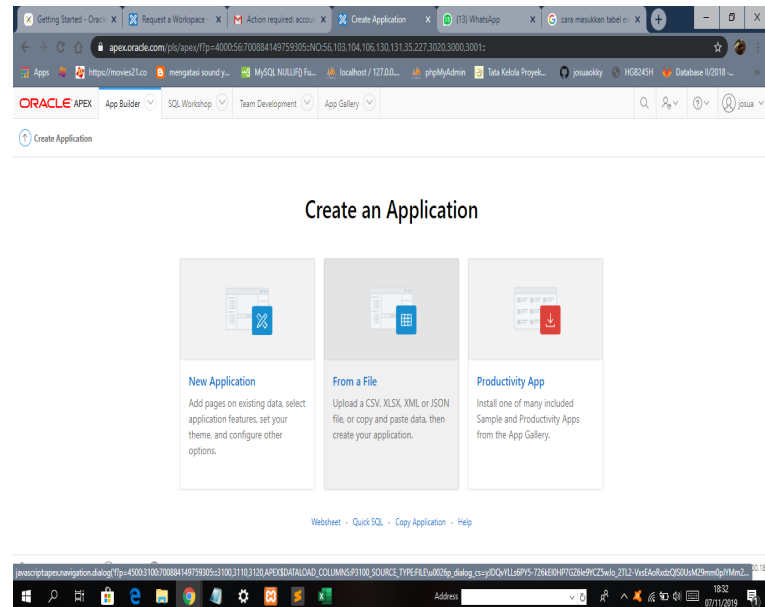 Getting Started - Oracle
Request a Workspace -
Action required: accou
Create Application
(13) WhatsApp
cara masukkan tabel ex
apex.oracle.com/pls/apex/f?p=4000:56:700884149759305::NO:56,103,104,106,130,131,35,227,3020,3000,3001::
Apps
https://movies21.co
mengatasi sound y...
MySQL NULLIF() Fu...
localhost / 127.0.0....
phpMyAdmin
Tata Kelola Proyek...
josuaokky
HG8245H
Database II/2018 -...
ORACLE APEX
App Builder
SQL Workshop
Team Development
App Gallery
josua
Create Application
Create an Application
New Application
Add pages on existing data, select
application features, set your
theme, and configure other
options.
From a File
Upload a CSV, XLSX, XML or JSON
file, or copy and paste data, then
create your application.
Productivity App
Install one of many included
Sample and Productivity Apps
from the App Gallery.
Websheet - Quick SQL - Copy Application - Help
Address
18:32
07/11/2019